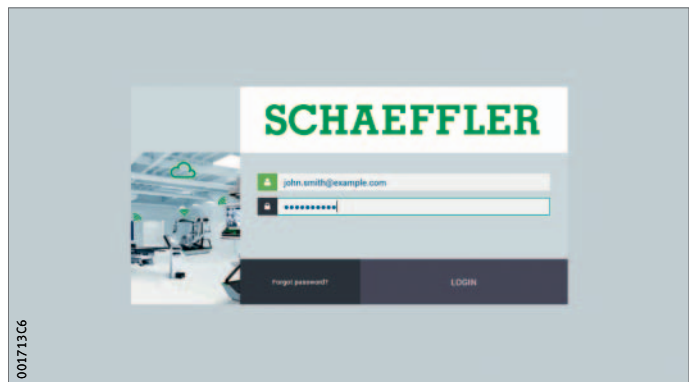 SCHAEFFLER
john.smith@example.com
••••••••••
Forgot password?
LOGIN
001713C6